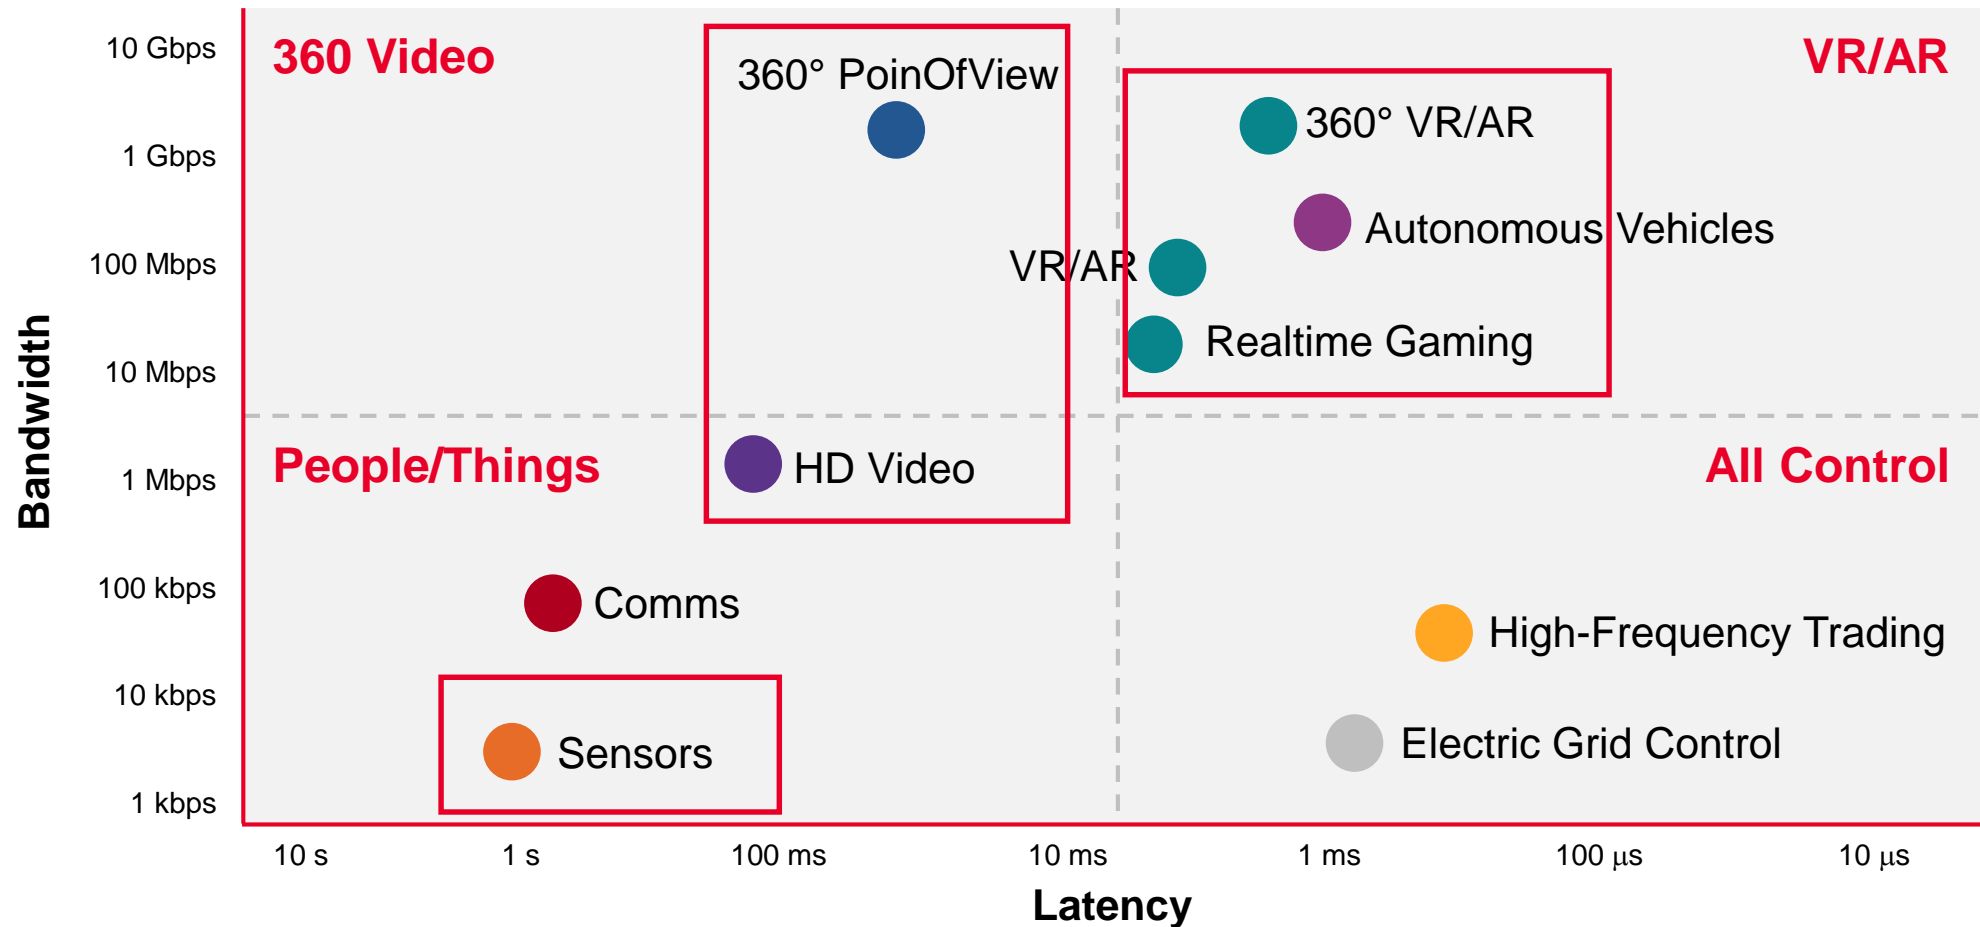 10 Gbps
360 Video
VR/AR
360° PoinOfView
360° VR/AR
1 Gbps
Autonomous Vehicles
100 Mbps
VR/AR
Realtime Gaming
10 Mbps
Bandwidth
People/Things
HD Video
All Control
1 Mbps
100 kbps
Comms
High-Frequency Trading
10 kbps
Sensors
Electric Grid Control
1 kbps
10 s
1 s
100 ms
10 ms
1 ms
100 μs
10 μs
Latency